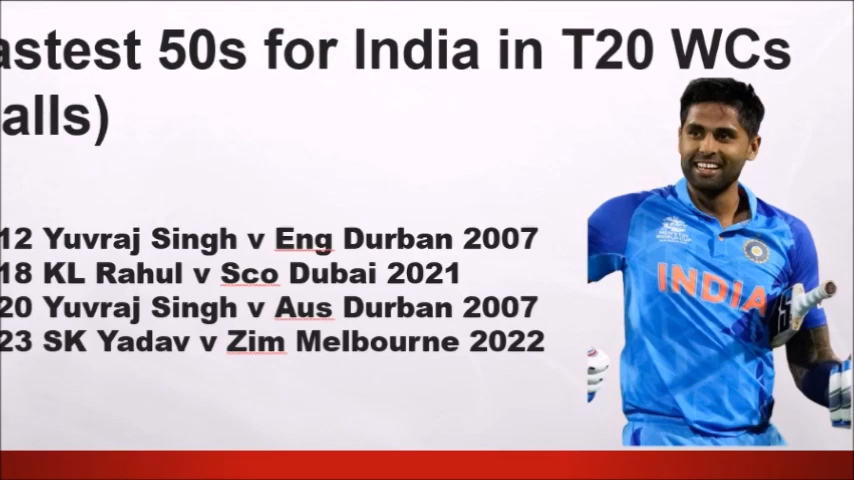 astest 50s for India in T20 WCs
alls)
12 Yuvraj Singh v Eng Durban 2007
18 KL Rahul v Sco Dubai 2021
20 Yuvraj Singh v Aus Durban 2007
23 SK Yadav v Zim Melbourne 2022
INDIA